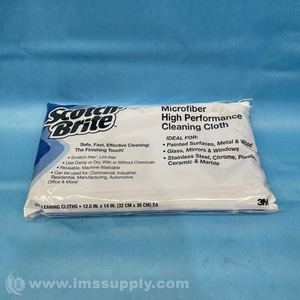 Scotch
Brite
Microfiber
High Performance
Cleaning Cloth
Safe, Fast, Effective Cleaning!
The Finishing Touch!
• Scratch-free*, Lint-free
• Use Damp or Dry, With or Without Chemicals
• Reusable, Machine Washable
• Can be used for: Commercial, Industrial,
Residential, Manufacturing, Automotive,
Office & More!
IDEAL FOR:
• Painted Surfaces, Metal & Wood
• Glass, Mirrors & Windows
• Stainless Steel, Chrome, Plastic,
Ceramic & Marble
CLEANING CLOTHS • 12.5 in. x 14 in. (32 CM x 36 CM) EA
3M
© www.imssupply.com